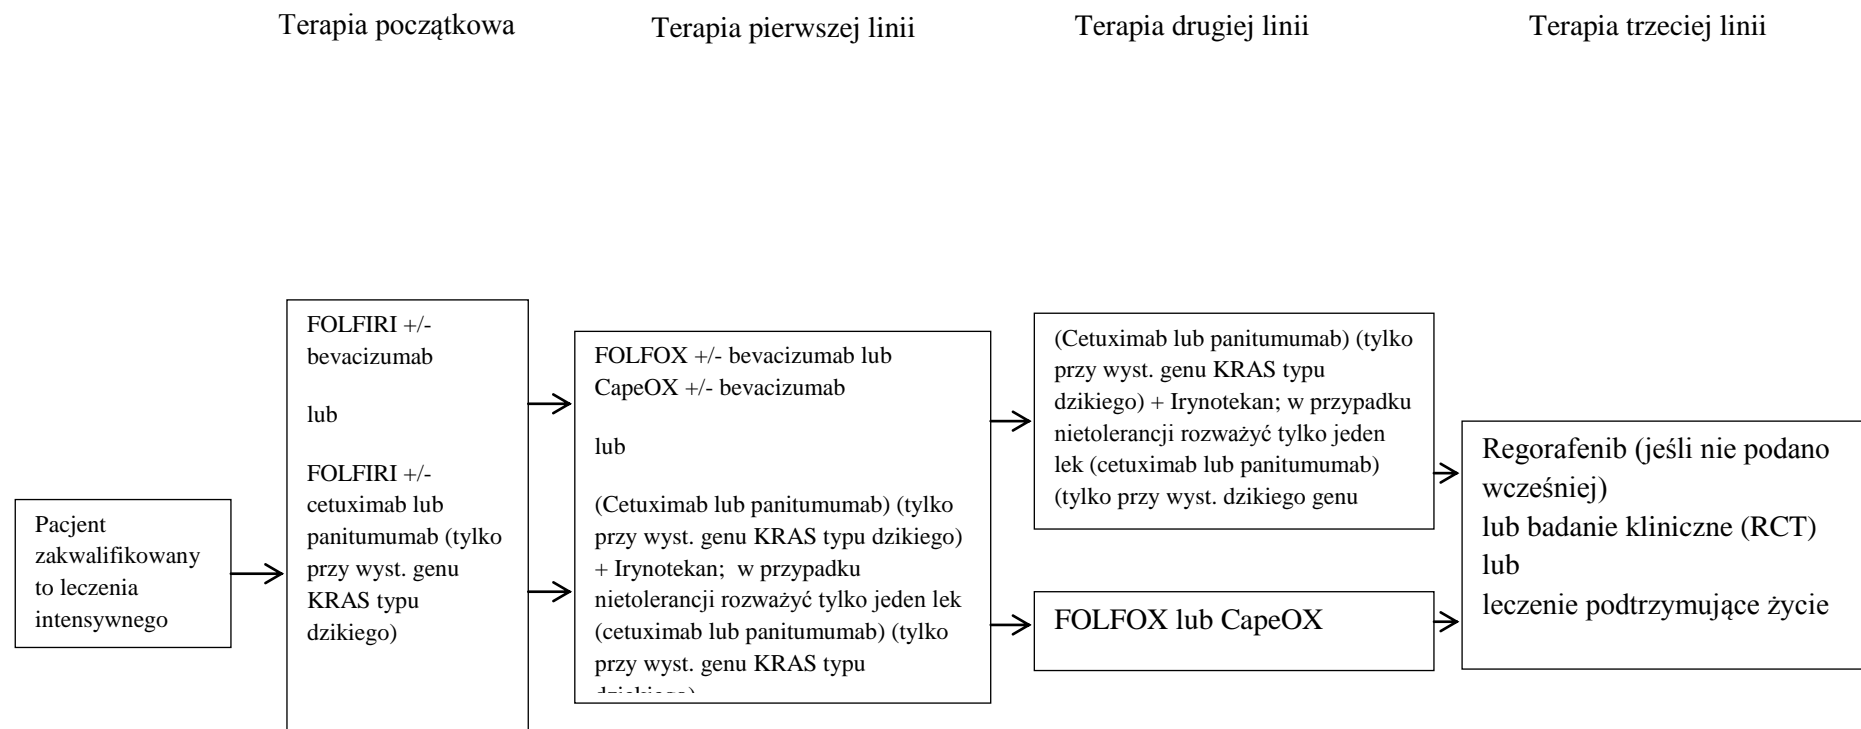 Terapia początkowa
Terapia pierwszej linii
Terapia drugiej linii
Terapia trzeciej linii
Pacjent
zakwalifikowany
to leczenia
intensywnego
FOLFIRI +/-
bevacizumab
lub
FOLFIRI +/-
cetuximab lub
panitumumab (tylko
przy wyst. genu
KRAS typu
dzikiego)
FOLFOX +/- bevacizumab lub
CapeOX +/- bevacizumab
lub
(Cetuximab lub panitumumab) (tylko
przy wyst. genu KRAS typu dzikiego)
+ Irynotekan;  w przypadku
nietolerancji rozważyć tylko jeden lek
(cetuximab lub panitumumab) (tylko
przy wyst. genu KRAS typu
(Cetuximab lub panitumumab) (tylko
przy wyst. genu KRAS typu
dzikiego) + Irynotekan; w przypadku
nietolerancji rozważyć tylko jeden
lek (cetuximab lub panitumumab)
(tylko przy wyst. dzikiego genu
FOLFOX lub CapeOX
Regorafenib (jeśli nie podano
wcześniej)
lub badanie kliniczne (RCT)
lub
leczenie podtrzymujące życie